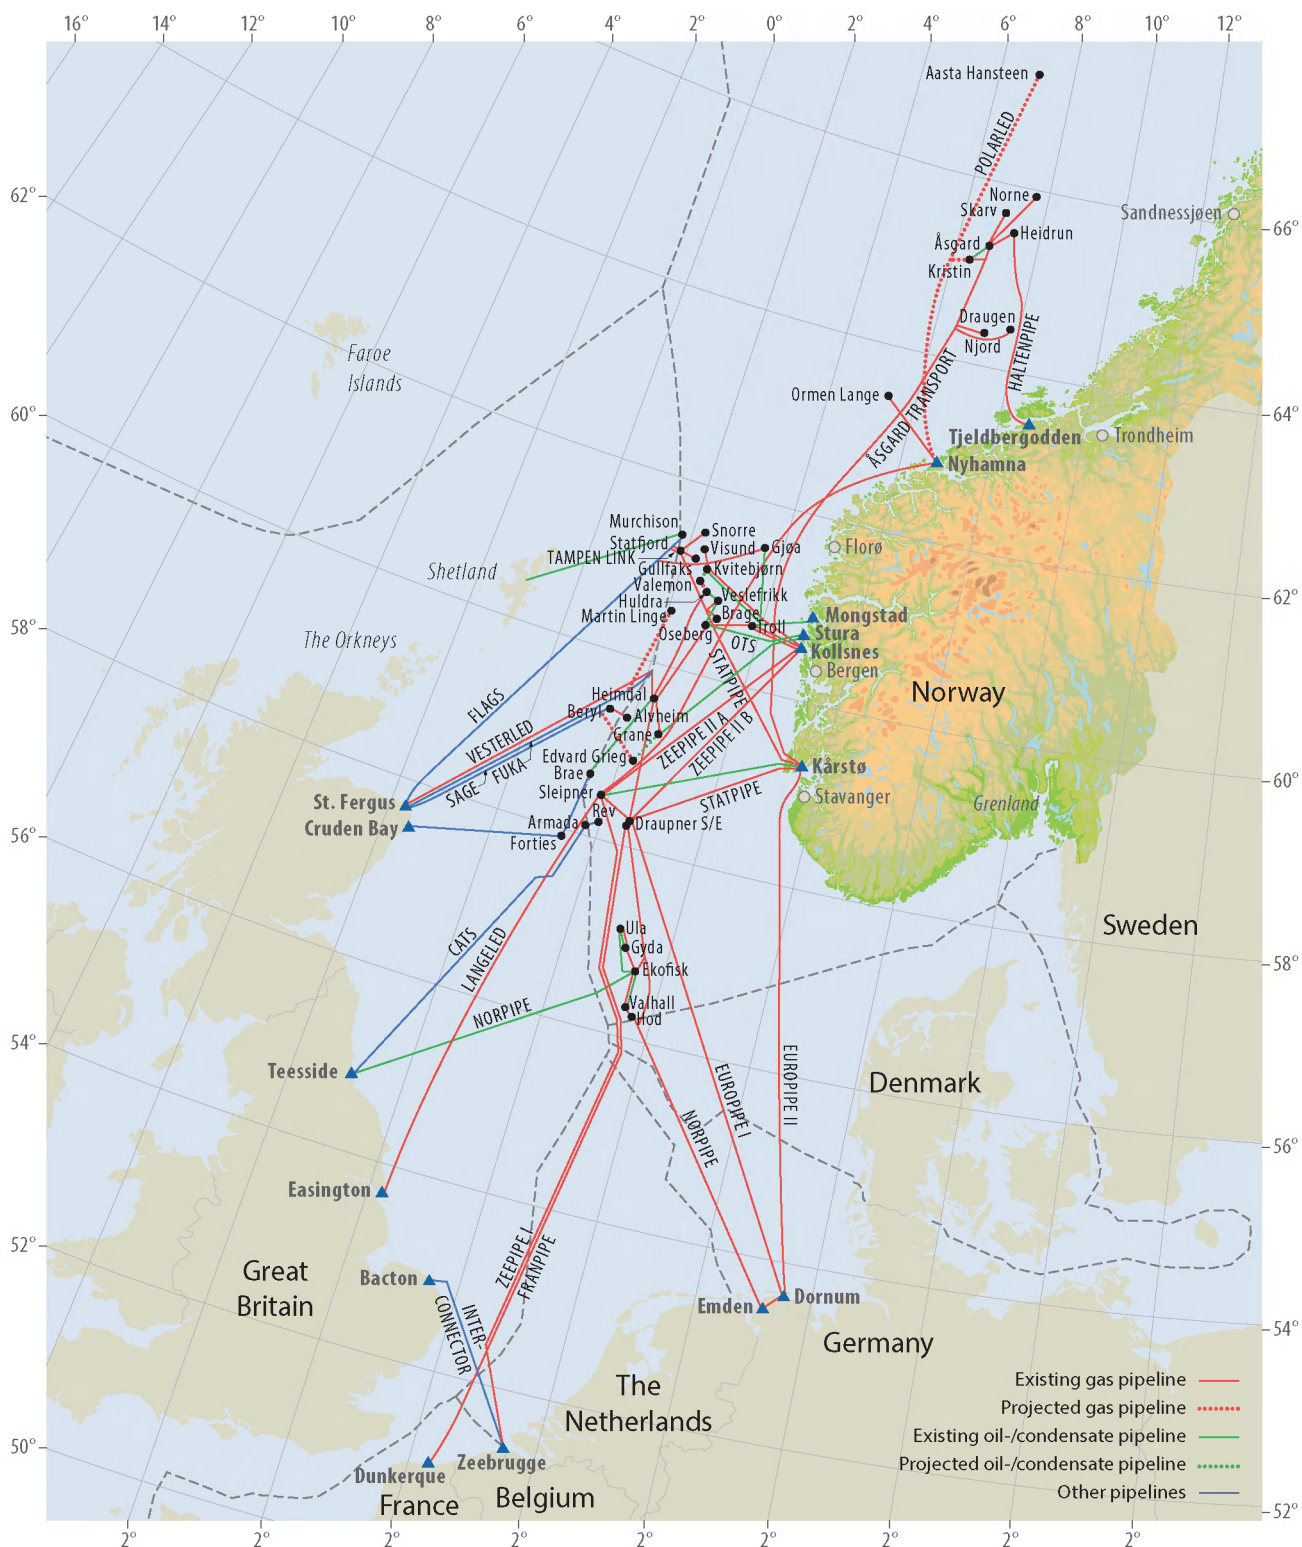 16°
14°
12°
10°
8°
6°
4°
2°
0°
2°
4°
6°
8°
10°
12°
Aasta Hansteen
POLARLED
62°
Norne
Skarv
Sandnessjøen
66°
Åsgard
Heidrun
Kristin
Draugen
Njord
HALTENPIPE
Faroe
Islands
Ormen Lange
ÅSGARD TRANSPORT
60°
64°
Tjeldbergodden
Trondheim
Nyhamna
Murchison
Snorre
Statfjord
Visund
Gjøa
Florø
TAMPEN LINK
Gullfaks
Kvitebjørn
Shetland
Valemon
Huldra
Veslefrikk
62°
Martin Linge
Brage
Mongstad
58°
Oseberg
Troll
Stura
The Orkneys
OTS
Kollsnes
STATPIPE
Bergen
Norway
FLAGS
Heimdal
Beryl
Alvheim
Grane
VESTERLED
ZEEPIPE II A
ZEEPIPE II B
SAGE
FUKA
Edvard Grieg
Brae
Kårstø
60°
Sleipner
STATPIPE
Stavanger
Grenland
St. Fergus
Rev
Cruden Bay
Armada
Draupner S/E
56°
Forties
Ula
Sweden
CATS
LANGELED
Gyda
Ekofisk
58°
NORPIPE
Valhall
Hod
54°
Teesside
EUROPIPE II
EUROPIPE I
Denmark
NORPIPE
56°
Easington
52°
ZEEPIPE I
FRANPIPE
Great
Britain
Bacton
INTER-
CONNECTOR
Dornum
Emden
54°
Germany
The
Netherlands
Existing gas pipeline
Projected gas pipeline
Existing oil-/condensate pipeline
Projected oil-/condensate pipeline
Other pipelines
50°
Zeebrugge
Dunkerque
France
Belgium
52°
2°
2°
2°
2°
2°
2°
2°
2°
2°